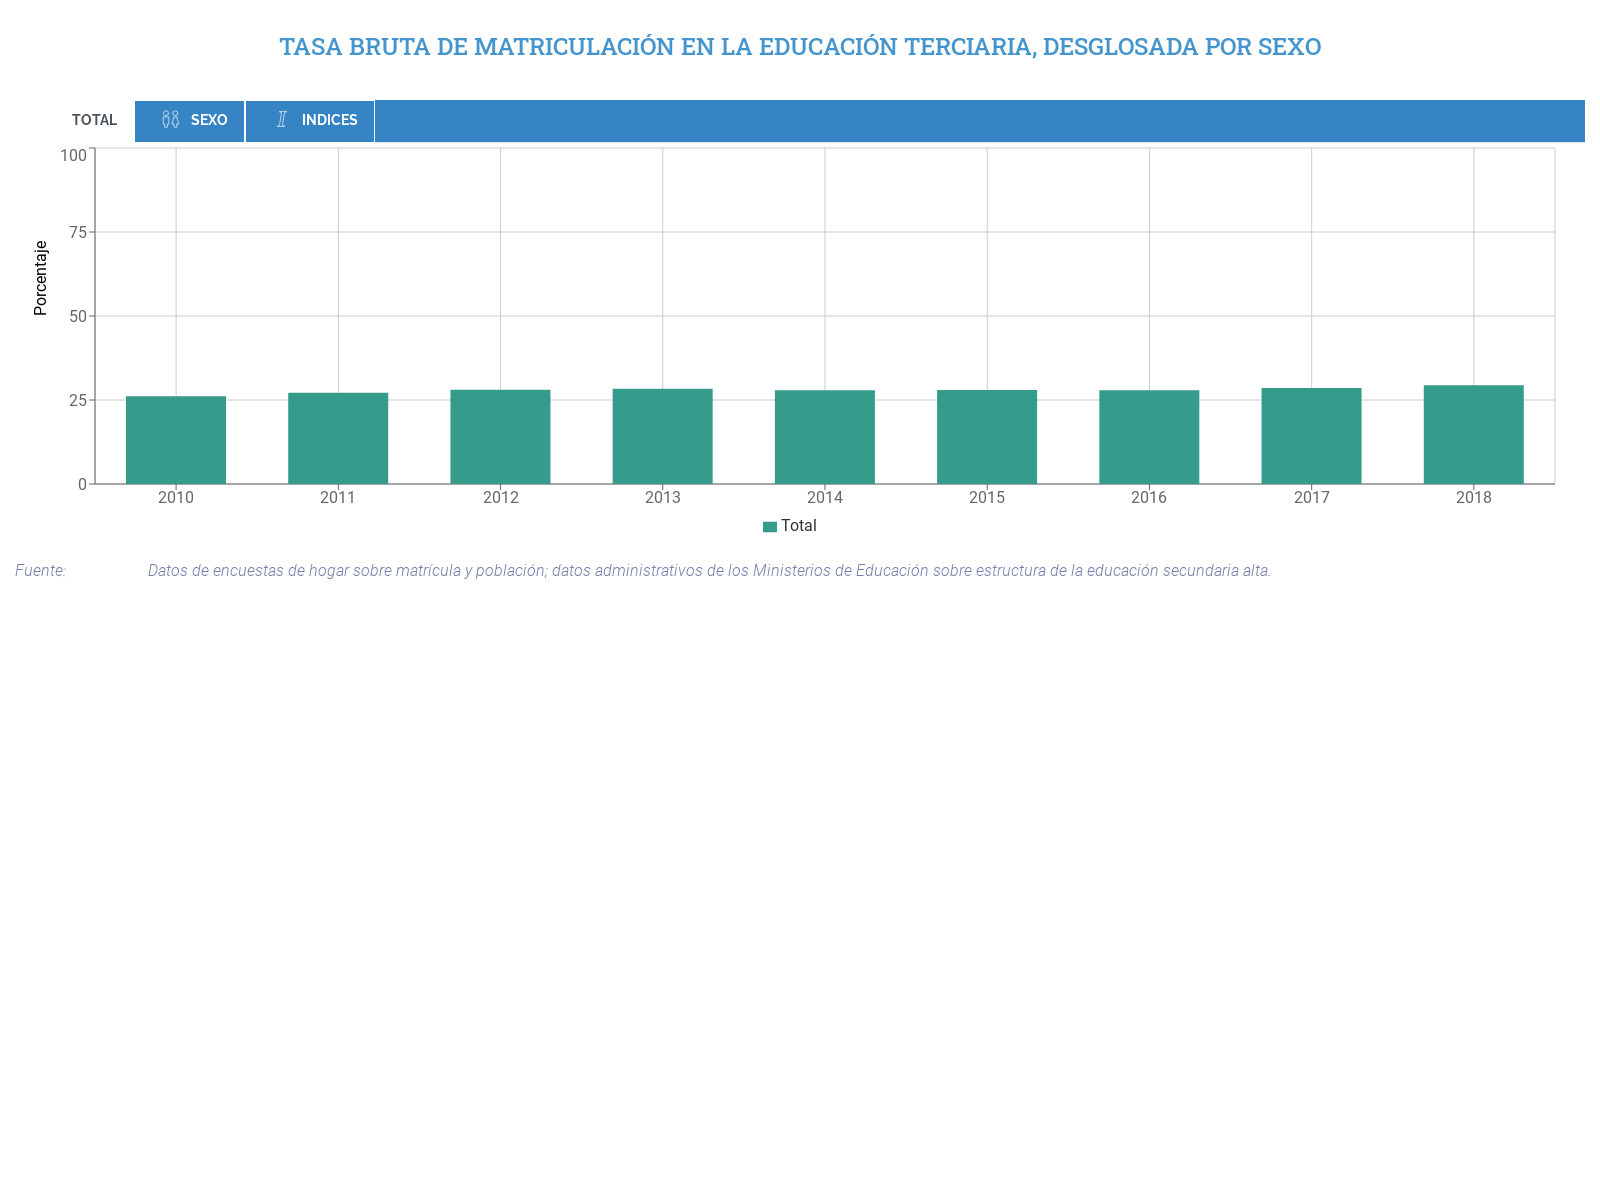 TASA BRUTA DE MATRICULACIÓN EN LA EDUCACIÓN TERCIARIA, DESGLOSADA POR SEXO
TOTAL SEXO INDICES
100
75
50
25
0
Porcentaje
2010 2011 2012 2013 2014 2015 2016 2017 2018
Total
Fuente: Datos de encuestas de hogar sobre matrícula y población; datos administrativos de los Ministerios de Educación sobre estructura de la educación secundaria alta.